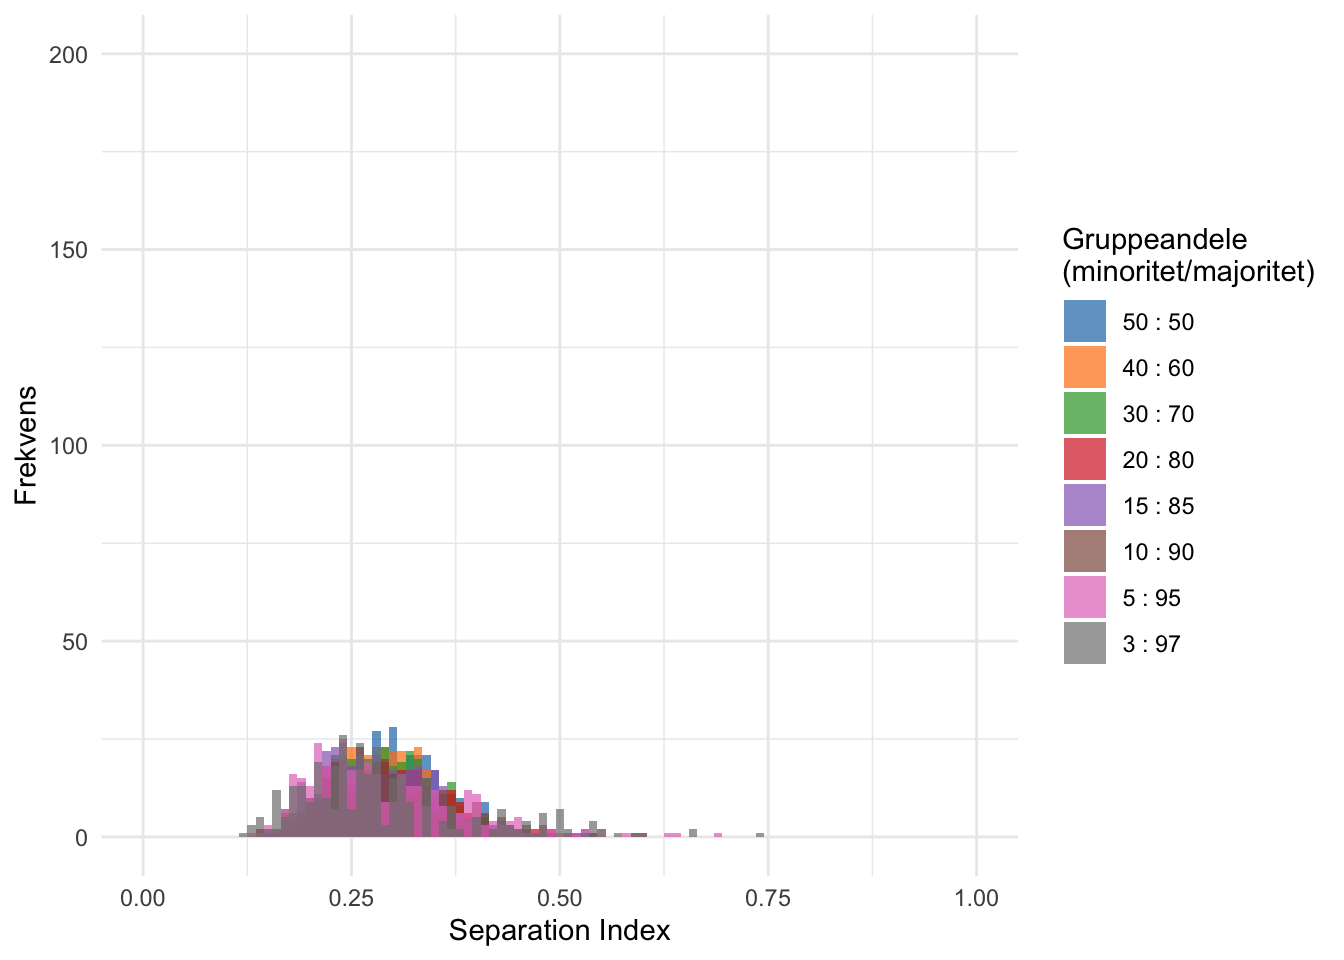 200
150
100
50
0
Frekvens
0.00
0.25
0.50
0.75
1.00
Separation Index
Gruppeandele
(minoritet/majoritet)
50 : 50
40 : 60
30 : 70
20 : 80
15 : 85
10 : 90
5 : 95
3 : 97